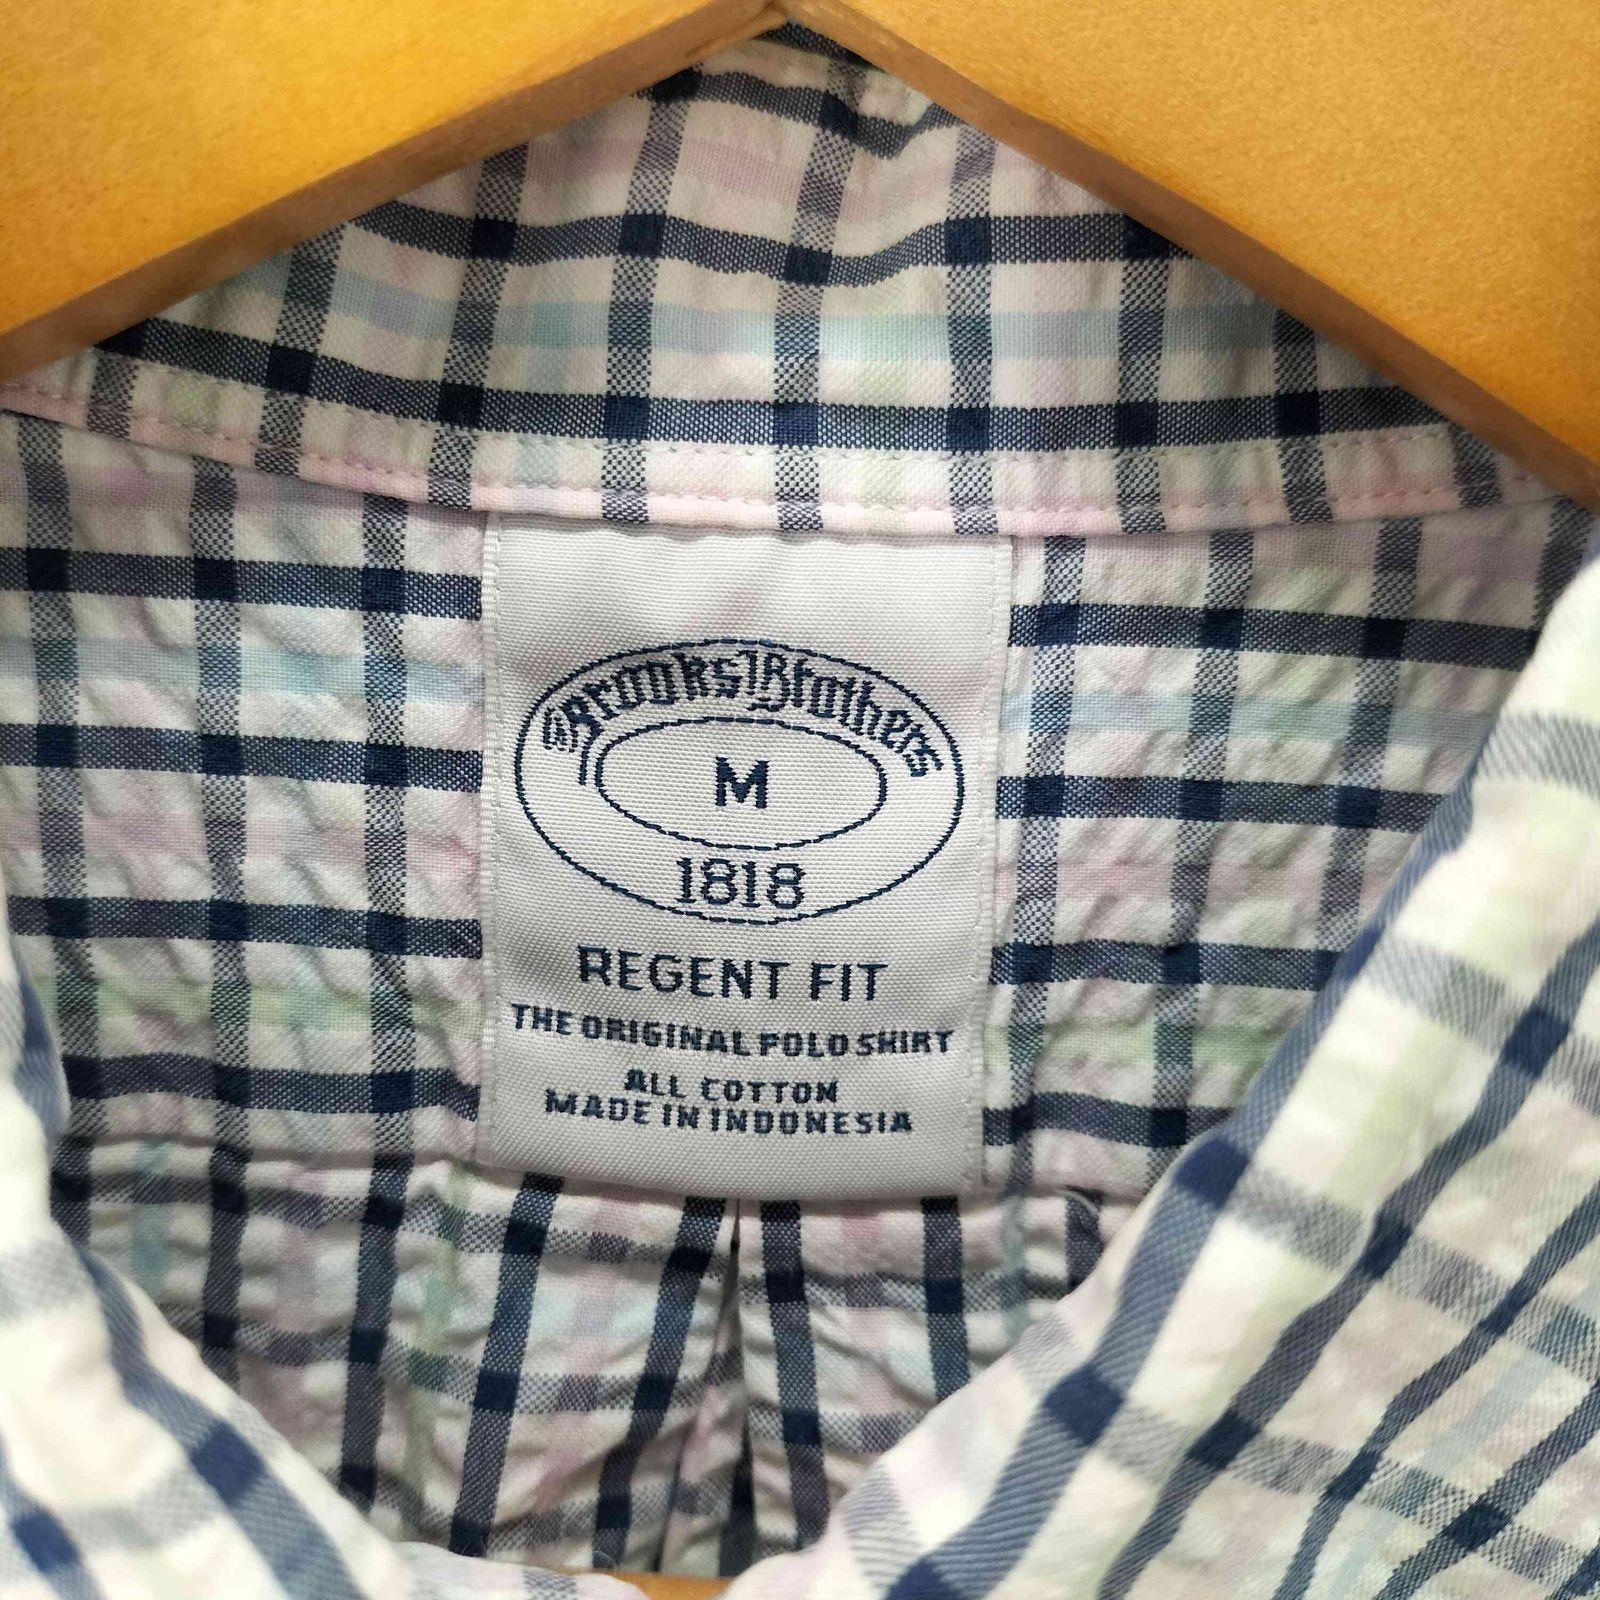 Brooks Brothers
M
1818
REGENT FIT
THE ORIGINAL POLO SHIRT
ALL COTTON
MADE IN INDONESIA